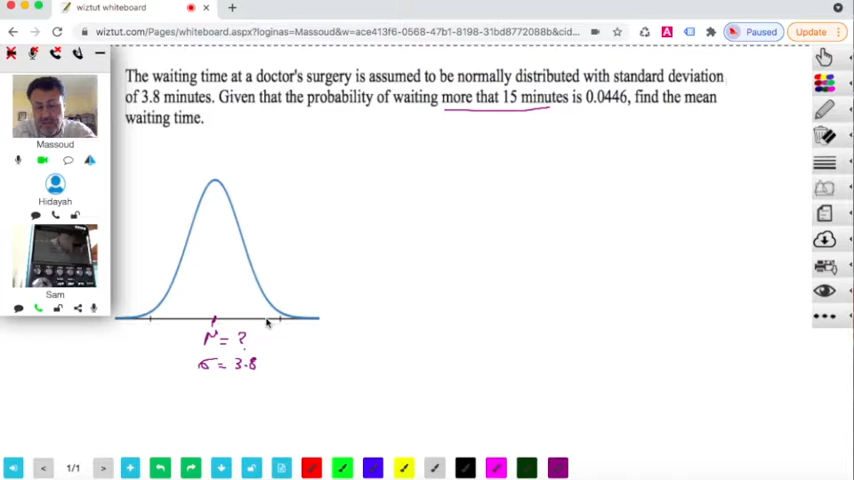 wiztut whiteboard
wiztut.com/Pages/whiteboard.aspx?loginas=Massoud&w=ace413f6-0568-47b1-8198-31bd8772088b&cid...
Paused
Update
The waiting time at a doctor's surgery is assumed to be normally distributed with standard deviation
of 3.8 minutes. Given that the probability of waiting more that 15 minutes is 0.0446, find the mean
waiting time.
Massoud
Hidayah
Sam
μ = ?
σ = 3.8
1/1